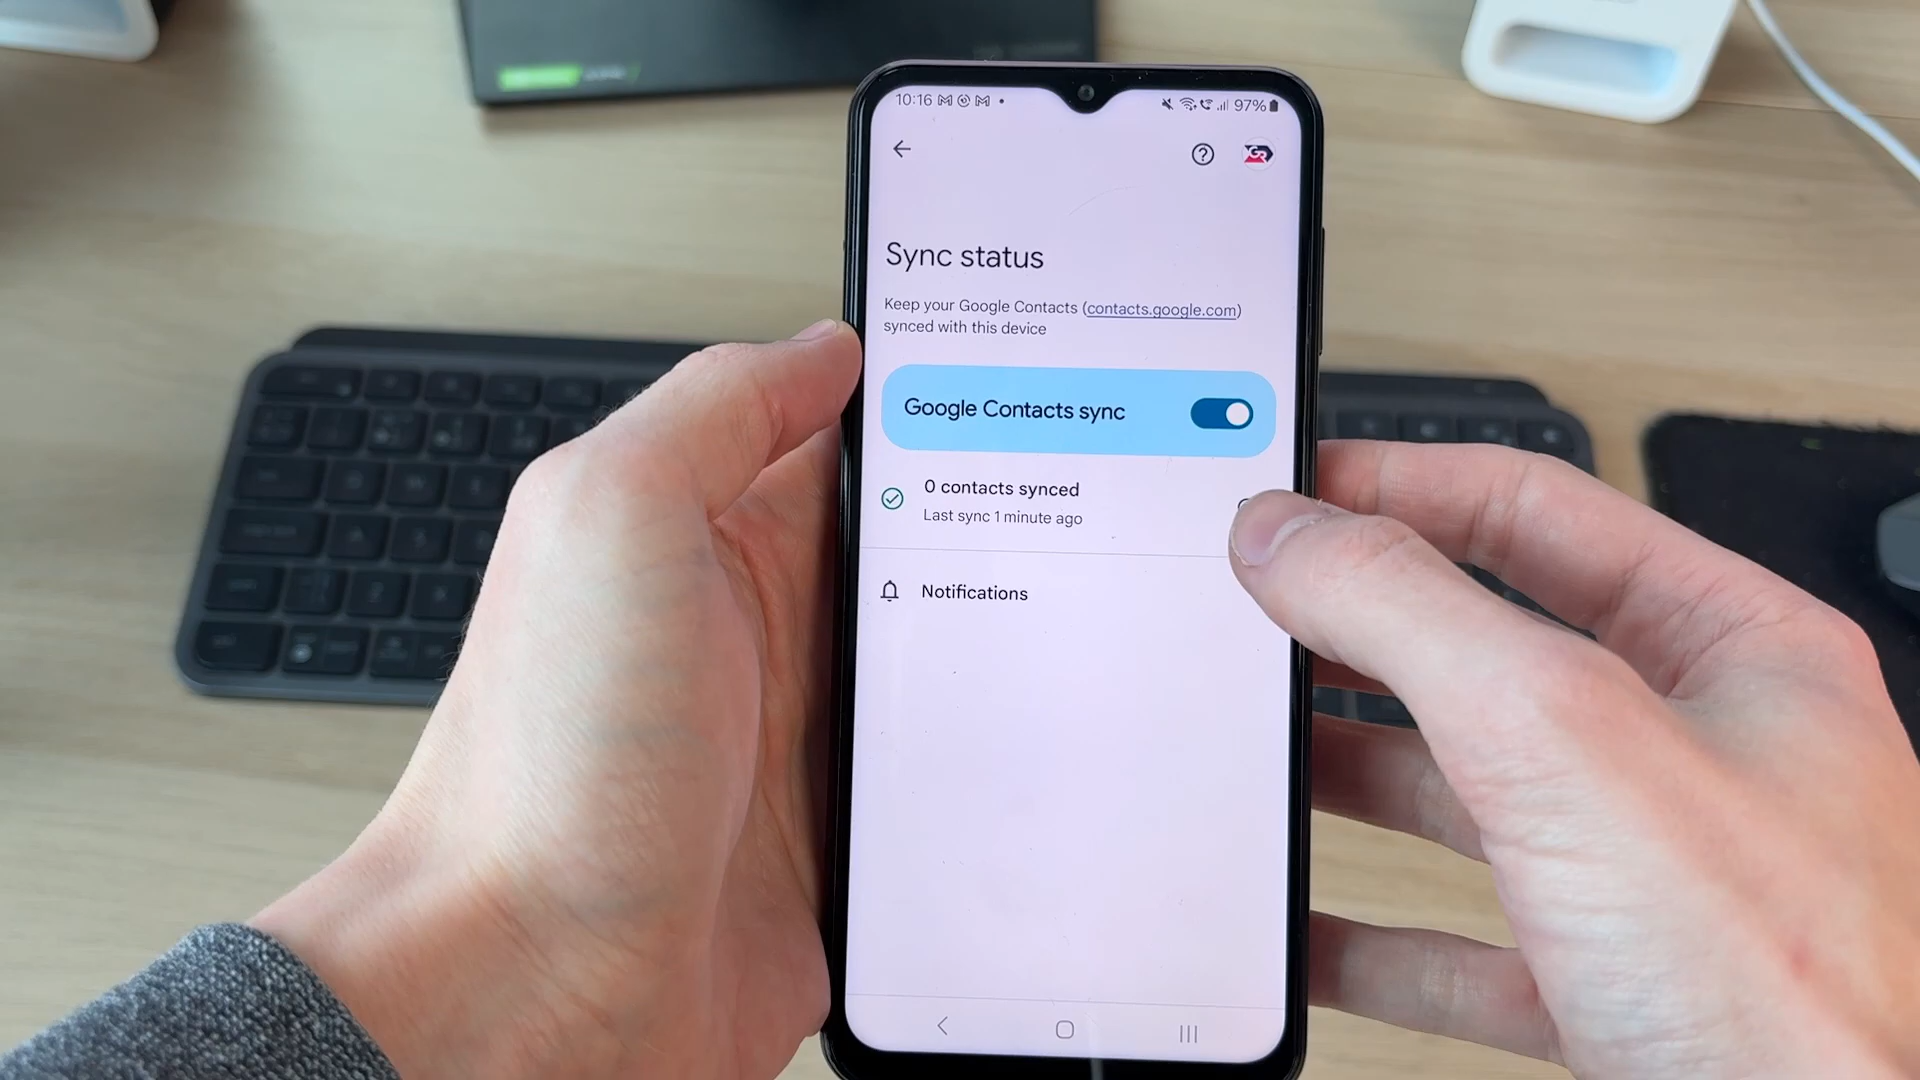 10:16
97%
Sync status
Keep your Google Contacts (contacts.google.com)
synced with this device
Google Contacts sync
0 contacts synced
Last sync 1 minute ago
Notifications